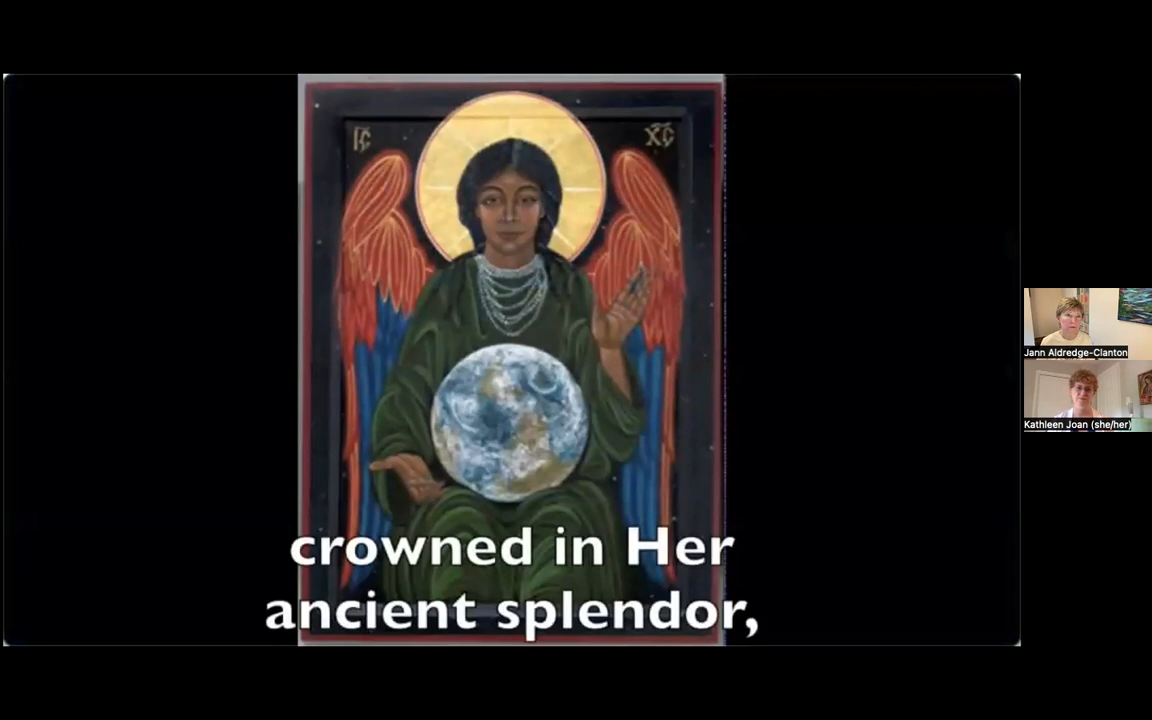 IC XC
crowned in Her
ancient splendor,
Jann Aldredge-Clanton
Kathleen Joan (she/her)